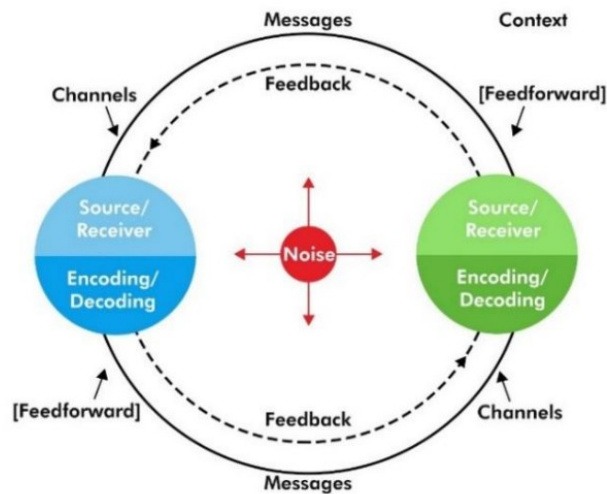 Messages
Context
Feedback
Channels
[Feedforward]
Source/
Receiver
Encoding/
Decoding
Noise
Source/
Receiver
Encoding/
Decoding
[Feedforward]
Feedback
Channels
Messages